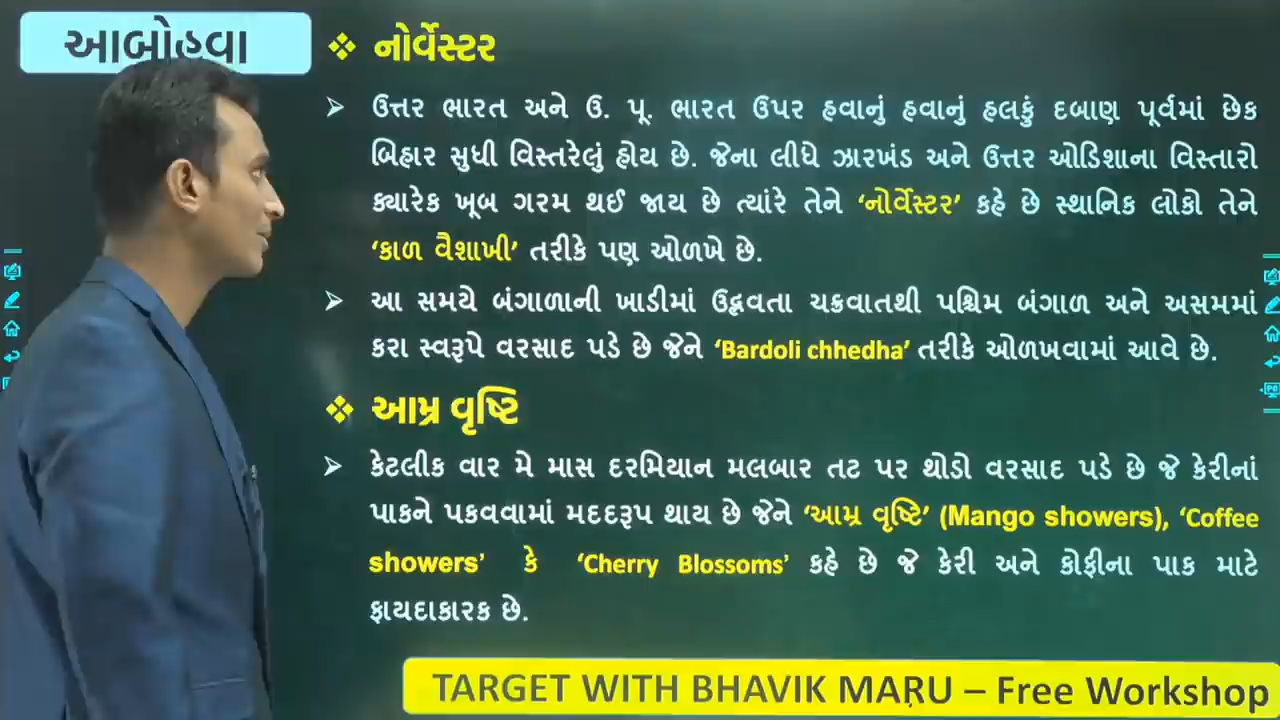 આબોહવા
❖ નોર્વેસ્ટર
➢ ઉત્તર ભારત અને ઉ. પૂ. ભારત ઉપર હવાનું હવાનું હલકું દબાણ પૂર્વમાં છેક
બિહાર સુધી વિસ્તરેલું હોય છે. જેના લીધે ઝારખંડ અને ઉત્તર ઓડિશાના વિસ્તારો
ક્યારેક ખૂબ ગરમ થઈ જાય છે ત્યારે તેને ‘નોર્વેસ્ટર’ કહે છે સ્થાનિક લોકો તેને
‘કાળ વૈશાખી’ તરીકે પણ ઓળખે છે.
➢ આ સમયે બંગાળાની ખાડીમાં ઉદ્ભવતા ચક્રવાતથી પશ્ચિમ બંગાળ અને અસમમાં
કરા સ્વરૂપે વરસાદ પડે છે જેને ‘Bardoli chhedha’ તરીકે ઓળખવામાં આવે છે.
❖ આમ્ર વૃષ્ટિ
➢ કેટલીક વાર મે માસ દરમિયાન મલબાર તટ પર થોડો વરસાદ પડે છે જે કેરીનાં
પાકને પકવવામાં મદદરૂપ થાય છે જેને ‘આમ્ર વૃષ્ટિ’ (Mango showers), ‘Coffee
showers’ કે ‘Cherry Blossoms’ કહે છે જે કેરી અને કોફીના પાક માટે
ફાયદાકારક છે.
TARGET WITH BHAVIK MARU – Free Workshop